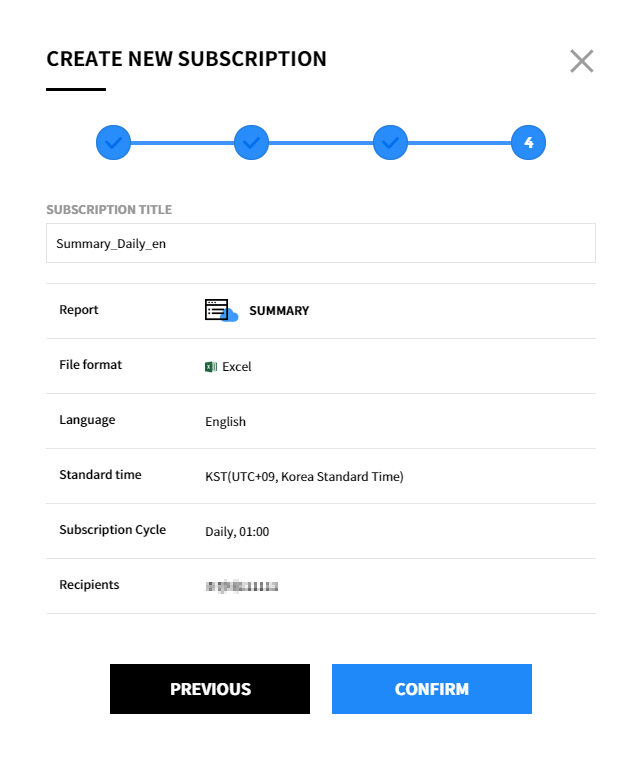 CREATE NEW SUBSCRIPTION
4
SUBSCRIPTION TITLE
Summary_Daily_en
Report SUMMARY
File format Excel
Language English
Standard time KST(UTC+09, Korea Standard Time)
Subscription Cycle Daily, 01:00
Recipients
PREVIOUS CONFIRM